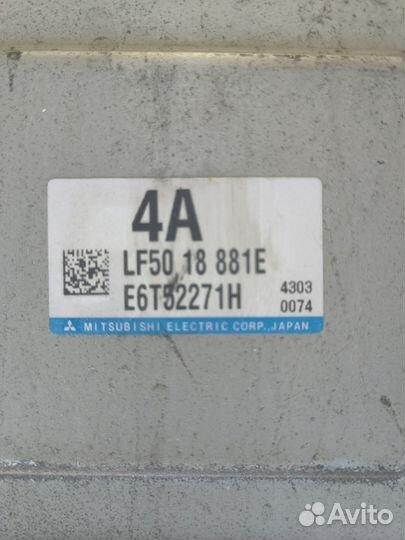 4A
LF50 18 881E
E6T52271H
4303
0074
MITSUBISHI ELECTRIC CORP., JAPAN
Avito